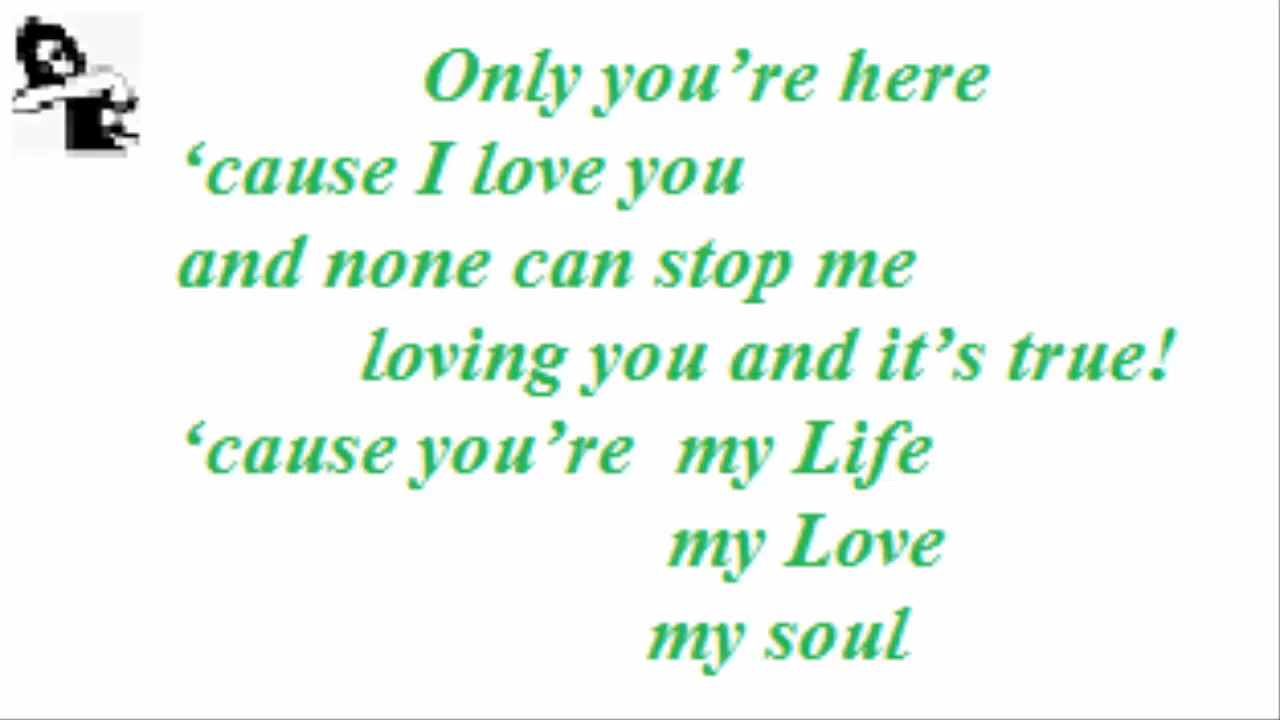 Only you’re here
‘cause I love you
and none can stop me
loving you and it’s true!
‘cause you’re  my Life
my Love
my soul